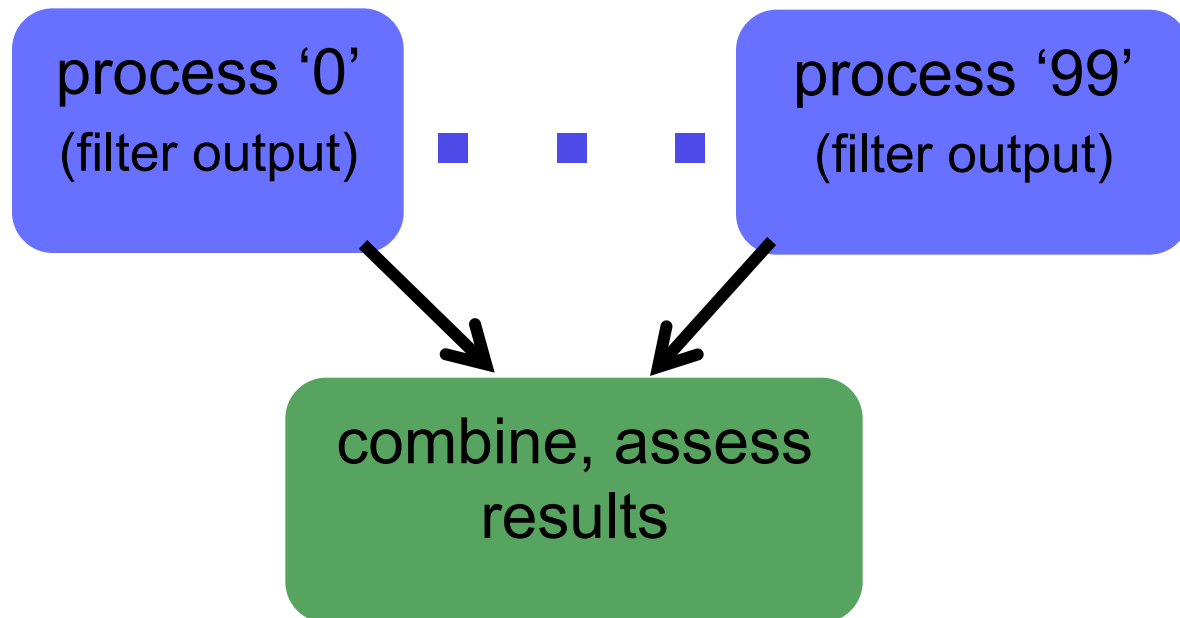 process ‘0’
(filter output)
process ‘99’
(filter output)
combine, assess
results